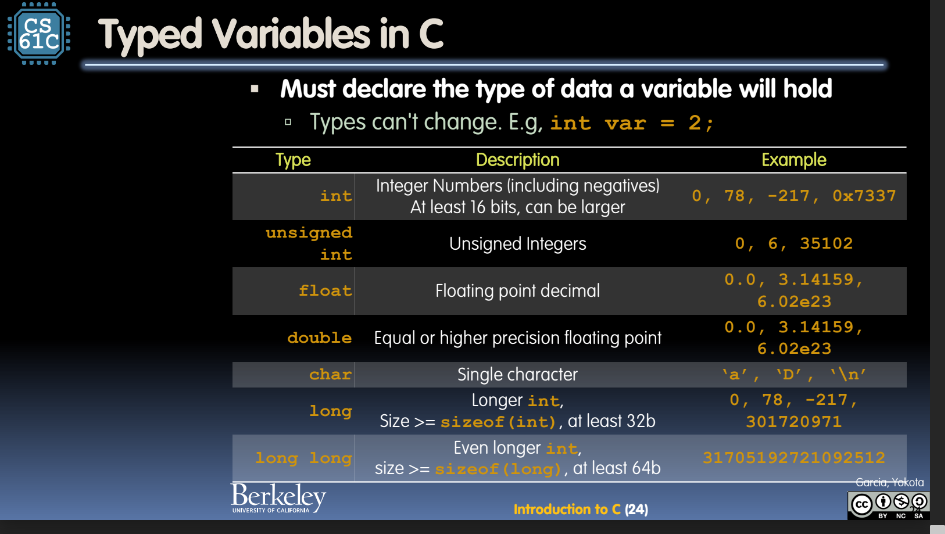 CS
61C
Typed Variables in C
▪ Must declare the type of data a variable will hold
▫ Types can't change. E.g, int var = 2;
Type Description Example
int Integer Numbers (including negatives)
At least 16 bits, can be larger 0, 78, -217, 0x7337
unsigned
int Unsigned Integers 0, 6, 35102
float Floating point decimal 0.0, 3.14159,
6.02e23
double Equal or higher precision floating point 0.0, 3.14159,
6.02e23
char Single character ‘a’, ‘D’, ‘\n’
long Longer int,
Size >= sizeof(int), at least 32b 0, 78, -217,
301720971
long long Even longer int,
size >= sizeof(long), at least 64b 31705192721092512
Garcia, Yokota
Berkeley
UNIVERSITY OF CALIFORNIA
Introduction to C (24)
cc
BY NC SA